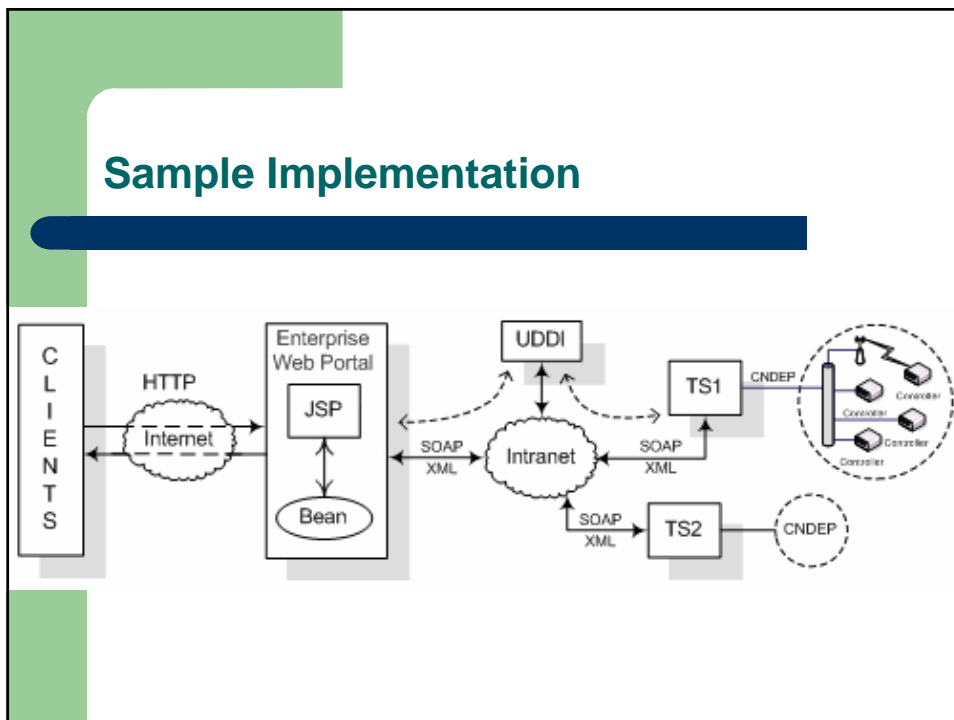 Sample Implementation
CLIENTS
HTTP
Internet
Enterprise
Web Portal
JSP
Bean
SOAP
XML
UDDI
Intranet
SOAP
XML
TS1
CNDEP
Controller
Controller
Controller
Controller
SOAP
XML
TS2
CNDEP